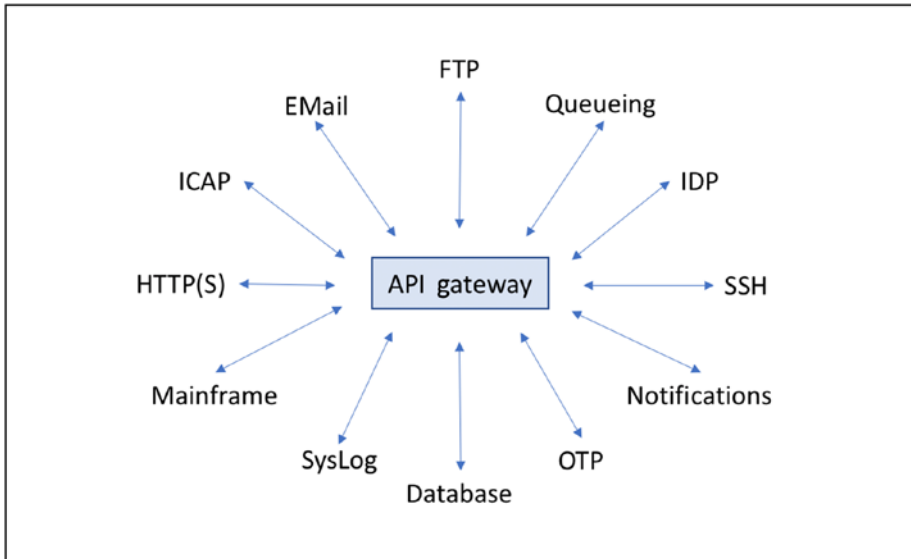 FTP
EMail
Queueing
ICAP
IDP
HTTP(S)
API gateway
SSH
Mainframe
Notifications
SysLog
OTP
Database